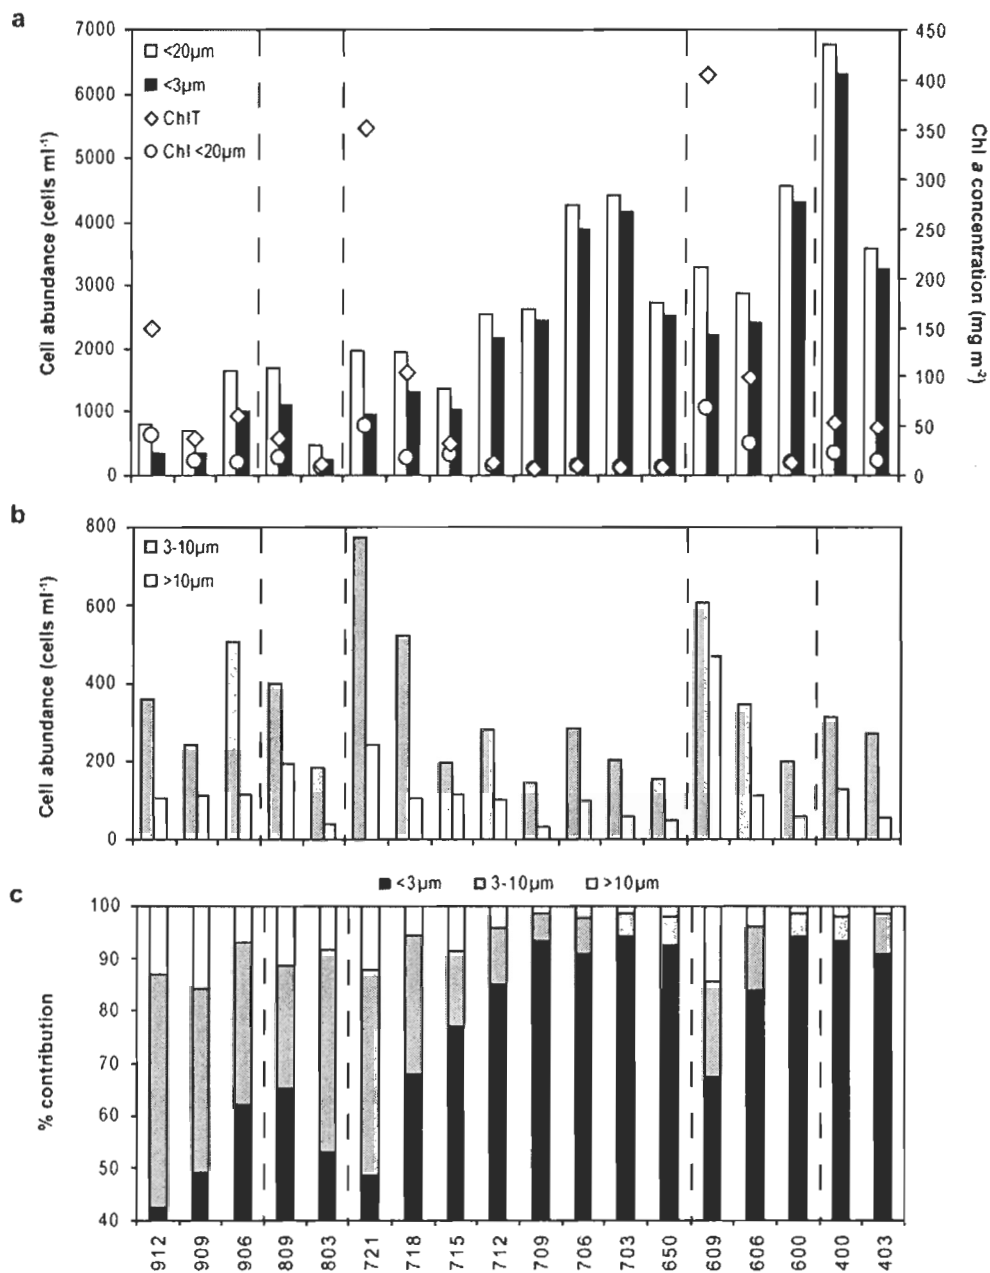 a
7000
6000
5000
4000
3000
2000
1000
0
Cell abundance (cells ml⁻¹)
<20µm
<3µm
ChlT
Chl <20µm
450
400
350
300
250
200
150
100
50
0
Chl a concentration (mg m⁻²)
b
800
600
400
200
0
Cell abundance (cells ml⁻¹)
3-10µm
>10µm
c
<3µm 3-10µm >10µm
100
90
80
70
60
50
40
% contribution
912 909 906 809 803 721 718 715 712 709 706 703 650 609 606 600 400 403